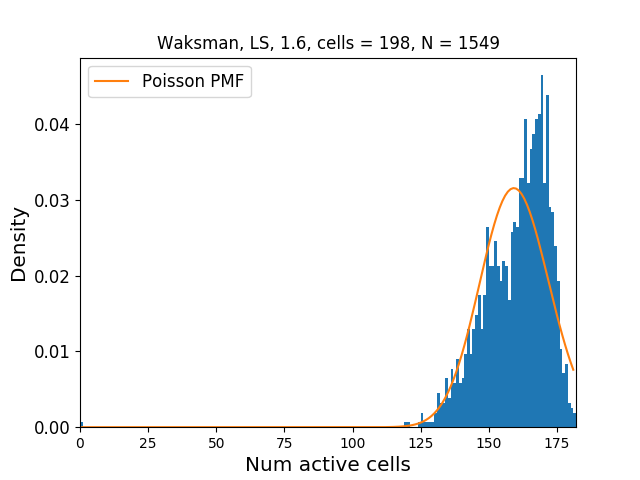 Waksman, LS, 1.6, cells = 198, N = 1549
Poisson PMF
Density
0.04
0.03
0.02
0.01
0.00
0 25 50 75 100 125 150 175
Num active cells